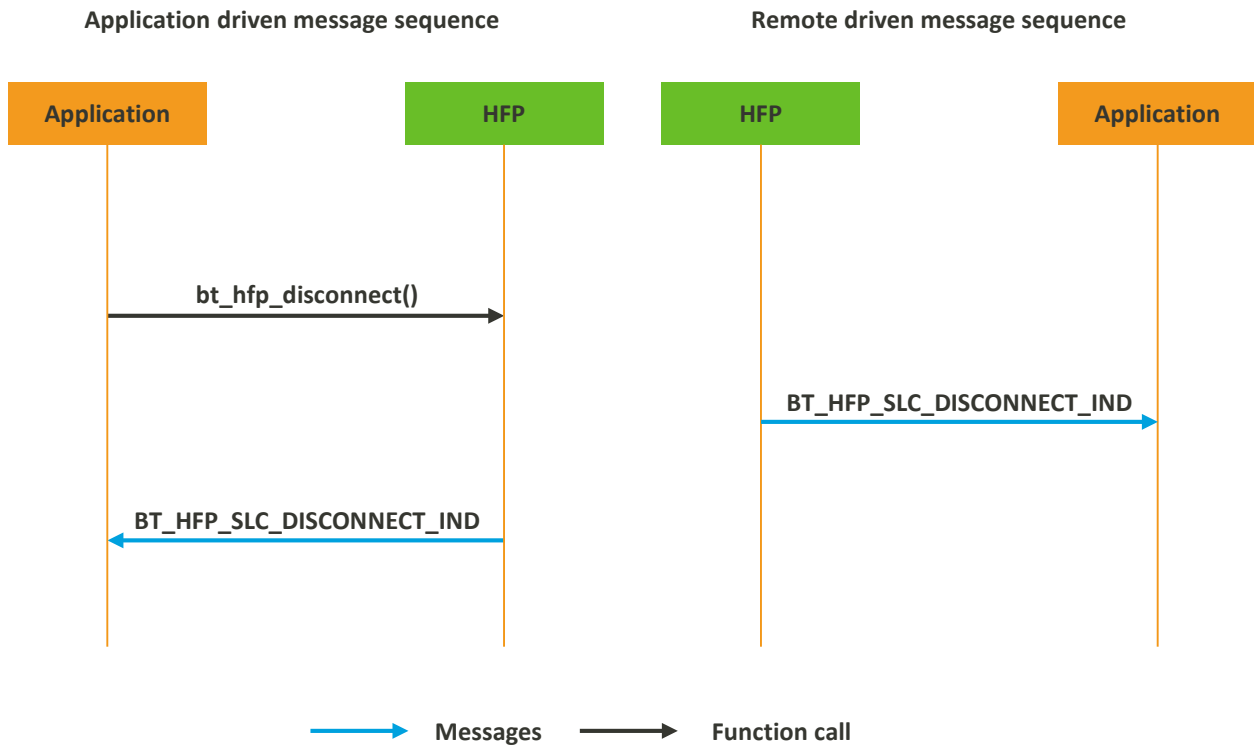 Application driven message sequence
Remote driven message sequence
Application
HFP
HFP
Application
bt_hfp_disconnect()
BT_HFP_SLC_DISCONNECT_IND
BT_HFP_SLC_DISCONNECT_IND
Messages
Function call